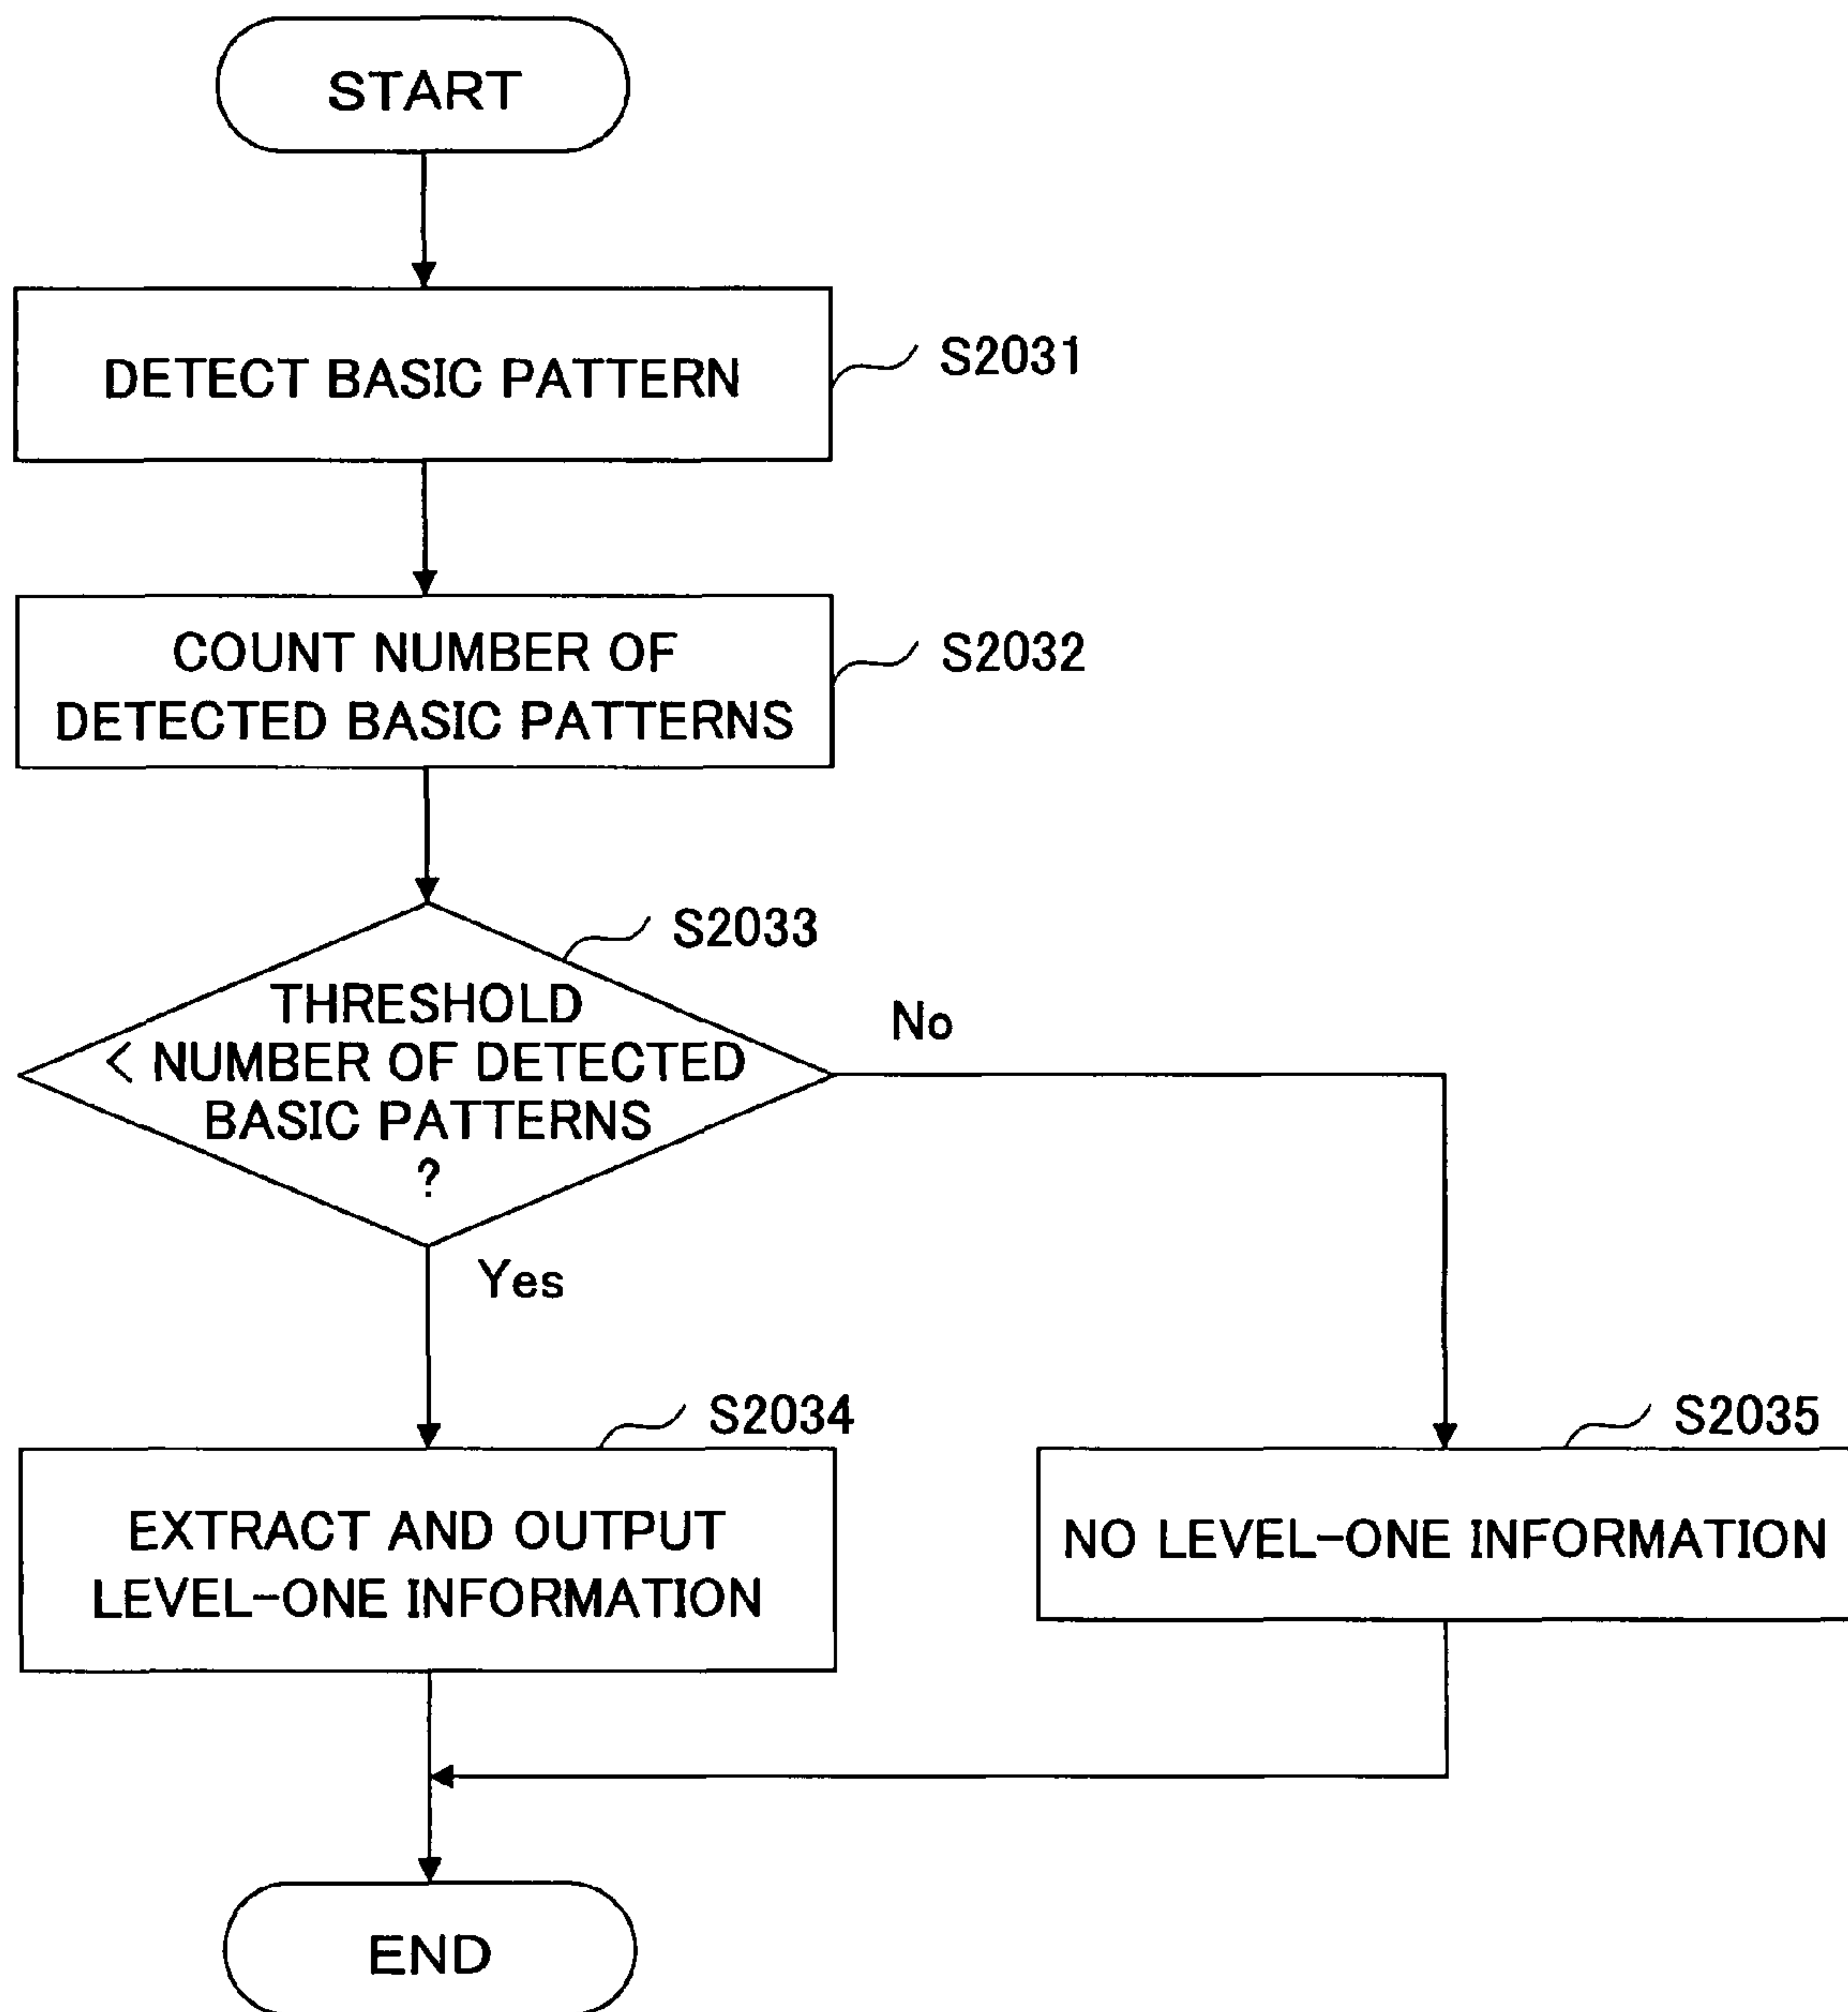 START
DETECT BASIC PATTERN
S2031
COUNT NUMBER OF
DETECTED BASIC PATTERNS
S2032
S2033
THRESHOLD
< NUMBER OF DETECTED
BASIC PATTERNS
?
No
Yes
S2034
EXTRACT AND OUTPUT
LEVEL-ONE INFORMATION
S2035
NO LEVEL-ONE INFORMATION
END